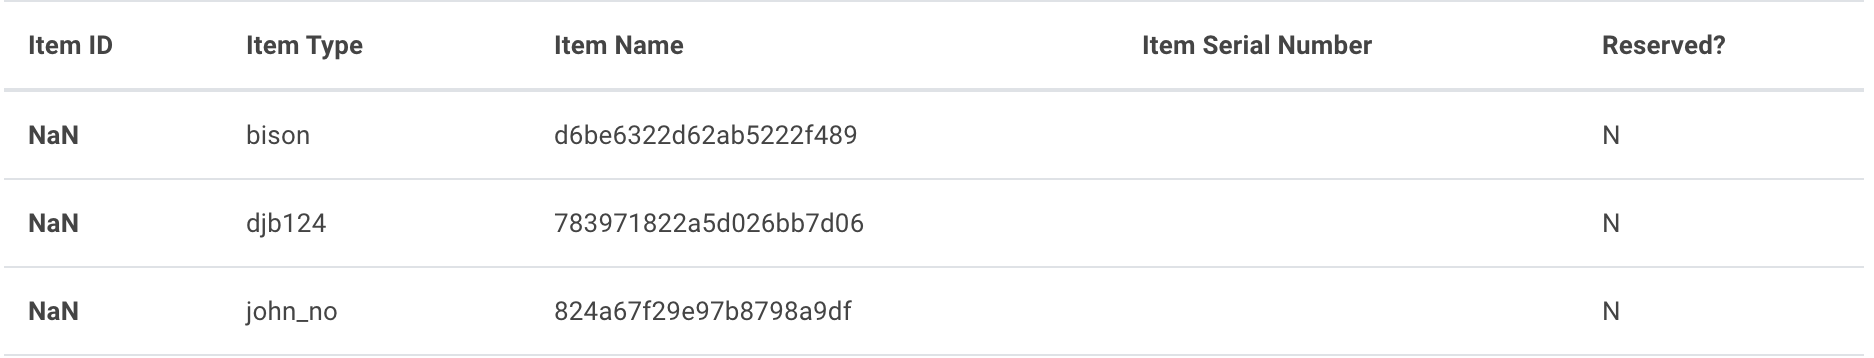 Item ID Item Type Item Name Item Serial Number Reserved?
NaN bison d6be6322d62ab5222f489 N
NaN djb124 783971822a5d026bb7d06 N
NaN john_no 824a67f29e97b8798a9df N